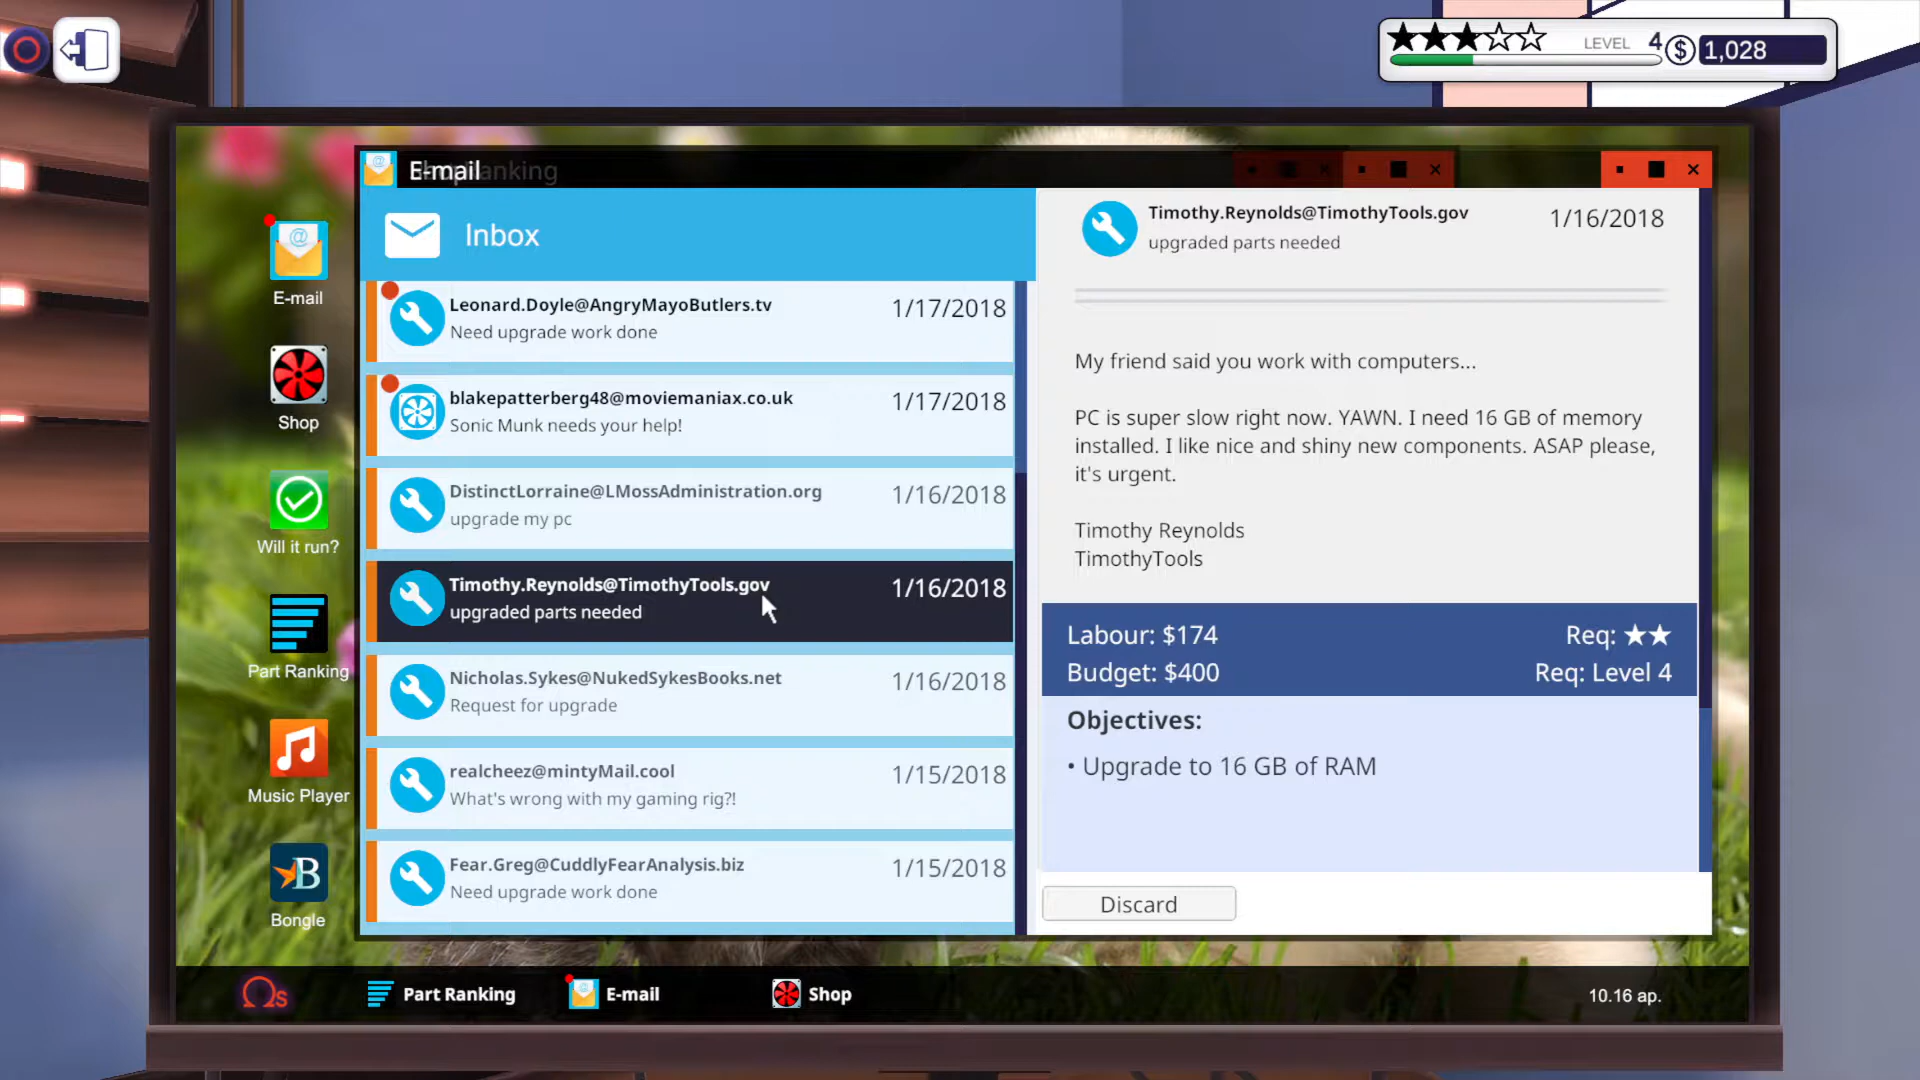 LEVEL 4
$ 1,028
E-mail
Inbox
Leonard.Doyle@AngryMayoButlers.tv
1/17/2018
Need upgrade work done
blakepatterberg48@moviemaniax.co.uk
1/17/2018
Sonic Munk needs your help!
DistinctLorraine@LMossAdministration.org
1/16/2018
upgrade my pc
Timothy.Reynolds@TimothyTools.gov
1/16/2018
upgraded parts needed
Nicholas.Sykes@NukedSykesBooks.net
1/16/2018
Request for upgrade
realcheez@mintyMail.cool
1/15/2018
What's wrong with my gaming rig?!
Fear.Greg@CuddlyFearAnalysis.biz
1/15/2018
Need upgrade work done
Timothy.Reynolds@TimothyTools.gov
1/16/2018
upgraded parts needed
My friend said you work with computers...
PC is super slow right now. YAWN. I need 16 GB of memory
installed. I like nice and shiny new components. ASAP please,
it's urgent.
Timothy Reynolds
TimothyTools
Labour: $174
Req: ★★
Budget: $400
Req: Level 4
Objectives:
• Upgrade to 16 GB of RAM
Discard
E-mail
Shop
Will it run?
Part Ranking
Music Player
B
Bongle
Ωs
Part Ranking
E-mail
Shop
10.16 ap.